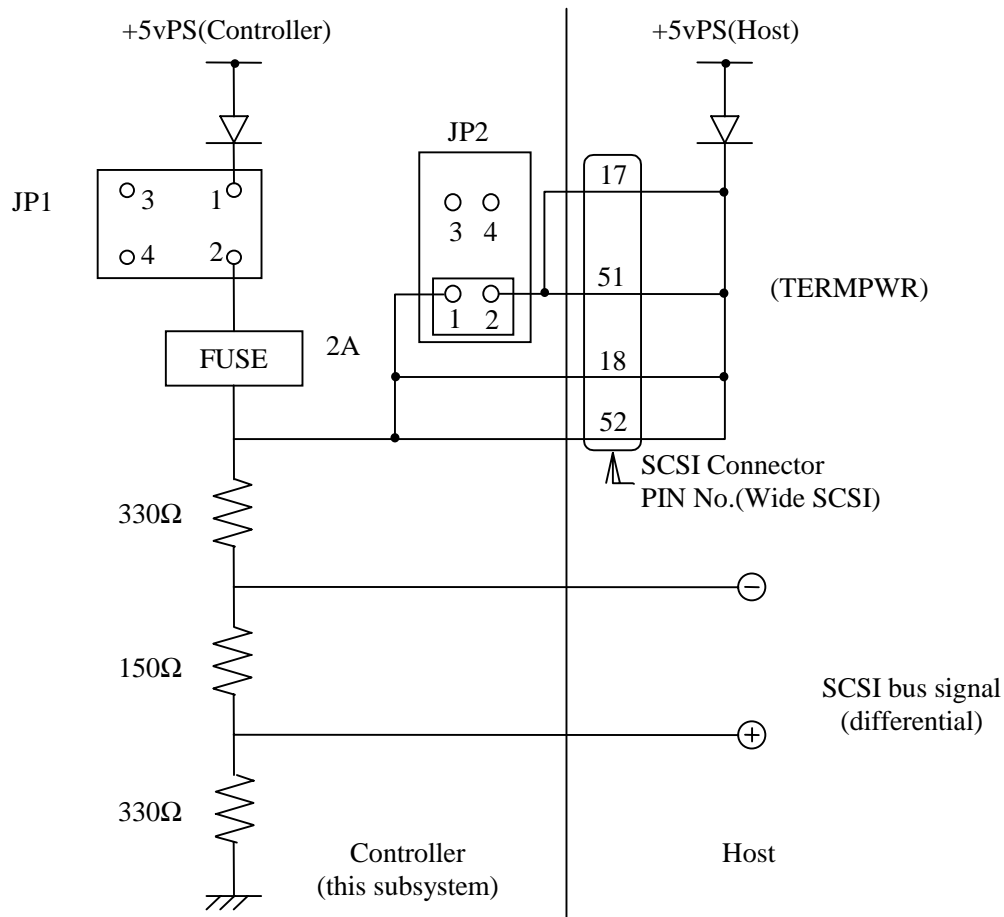 +5vPS(Controller)
+5vPS(Host)
JP2
JP1
3
1
4
2
17
3
4
51
1
2
(TERMPWR)
FUSE
2A
18
52
SCSI Connector
PIN No.(Wide SCSI)
330Ω
−
150Ω
SCSI bus signal
(differential)
+
330Ω
Controller
(this subsystem)
Host